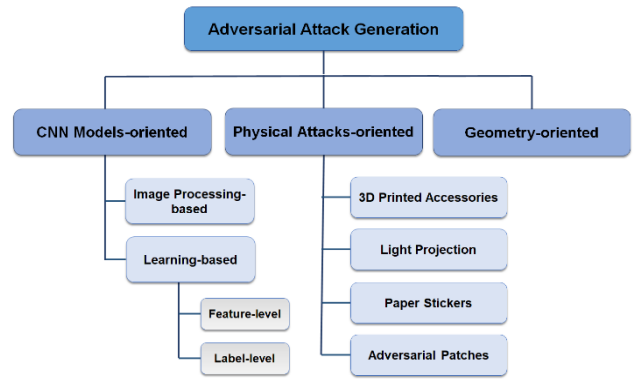 Adversarial Attack Generation
CNN Models-oriented
Physical Attacks-oriented
Geometry-oriented
Image Processing-
based
Learning-based
Feature-level
Label-level
3D Printed Accessories
Light Projection
Paper Stickers
Adversarial Patches